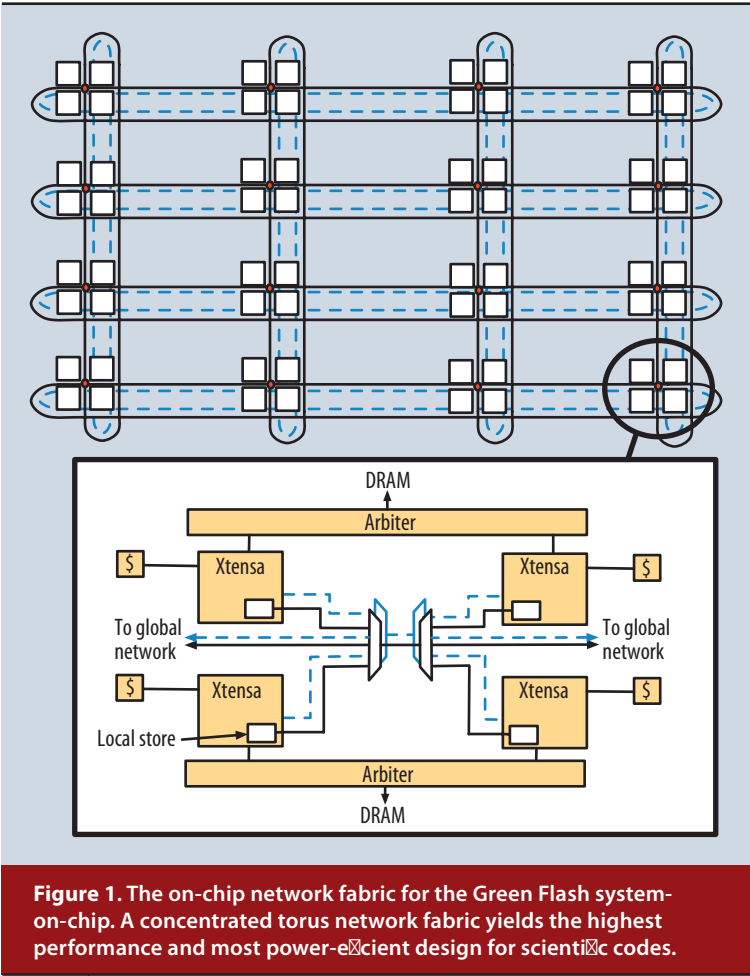 DRAM
Arbiter
$ Xtensa Xtensa $
To global network To global network
$ Xtensa Xtensa $
Local store
Arbiter
DRAM
Figure 1. The on-chip network fabric for the Green Flash system-
on-chip. A concentrated torus network fabric yields the highest
performance and most power-e☒cient design for scienti☒c codes.